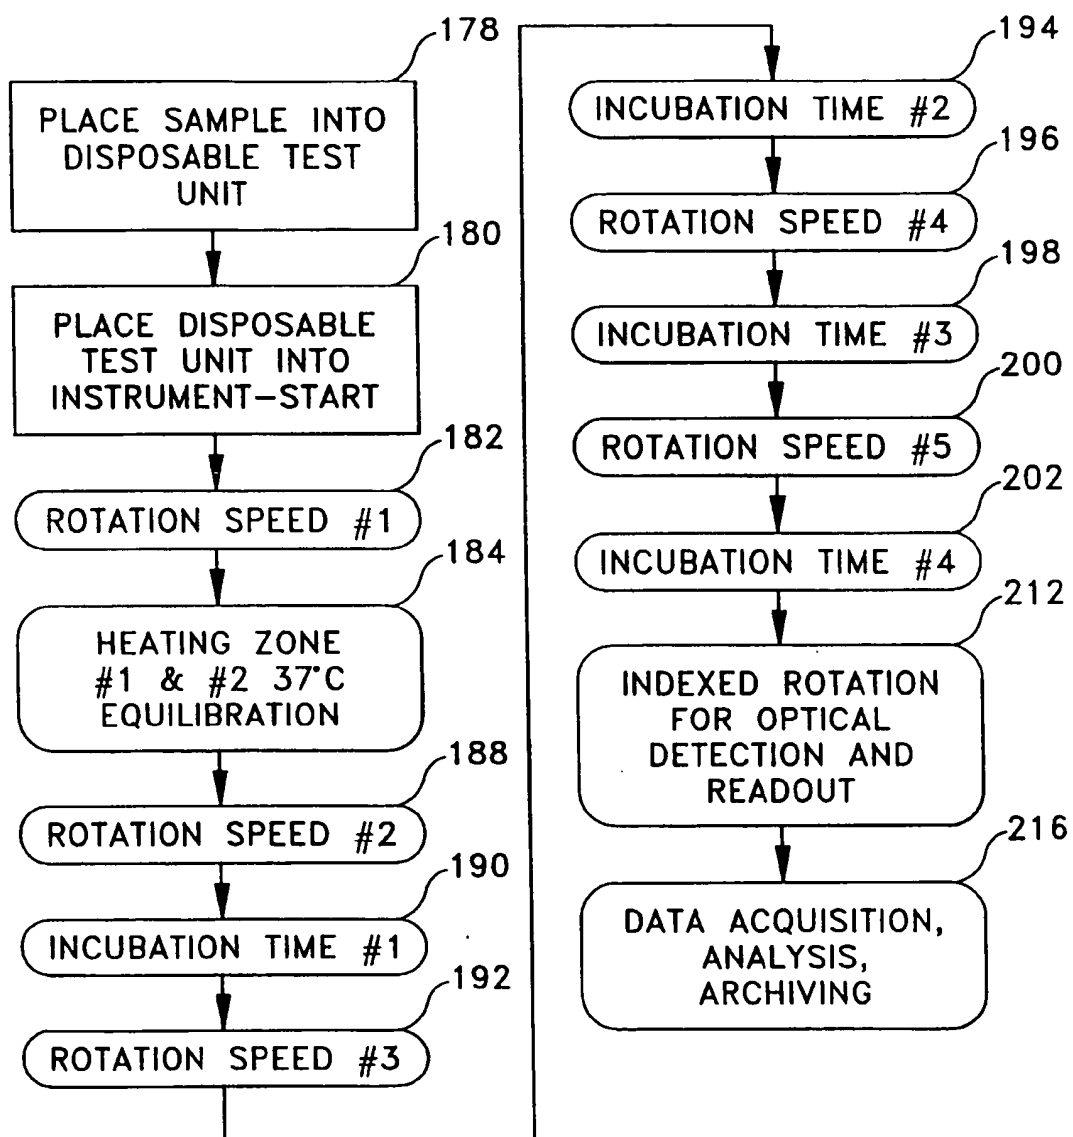 178
PLACE SAMPLE INTO
DISPOSABLE TEST
UNIT
180
PLACE DISPOSABLE
TEST UNIT INTO
INSTRUMENT–START
182
ROTATION SPEED #1
184
HEATING ZONE
#1 & #2 37°C
EQUILIBRATION
188
ROTATION SPEED #2
190
INCUBATION TIME #1
192
ROTATION SPEED #3
194
INCUBATION TIME #2
196
ROTATION SPEED #4
198
INCUBATION TIME #3
200
ROTATION SPEED #5
202
INCUBATION TIME #4
212
INDEXED ROTATION
FOR OPTICAL
DETECTION AND
READOUT
216
DATA ACQUISITION,
ANALYSIS,
ARCHIVING